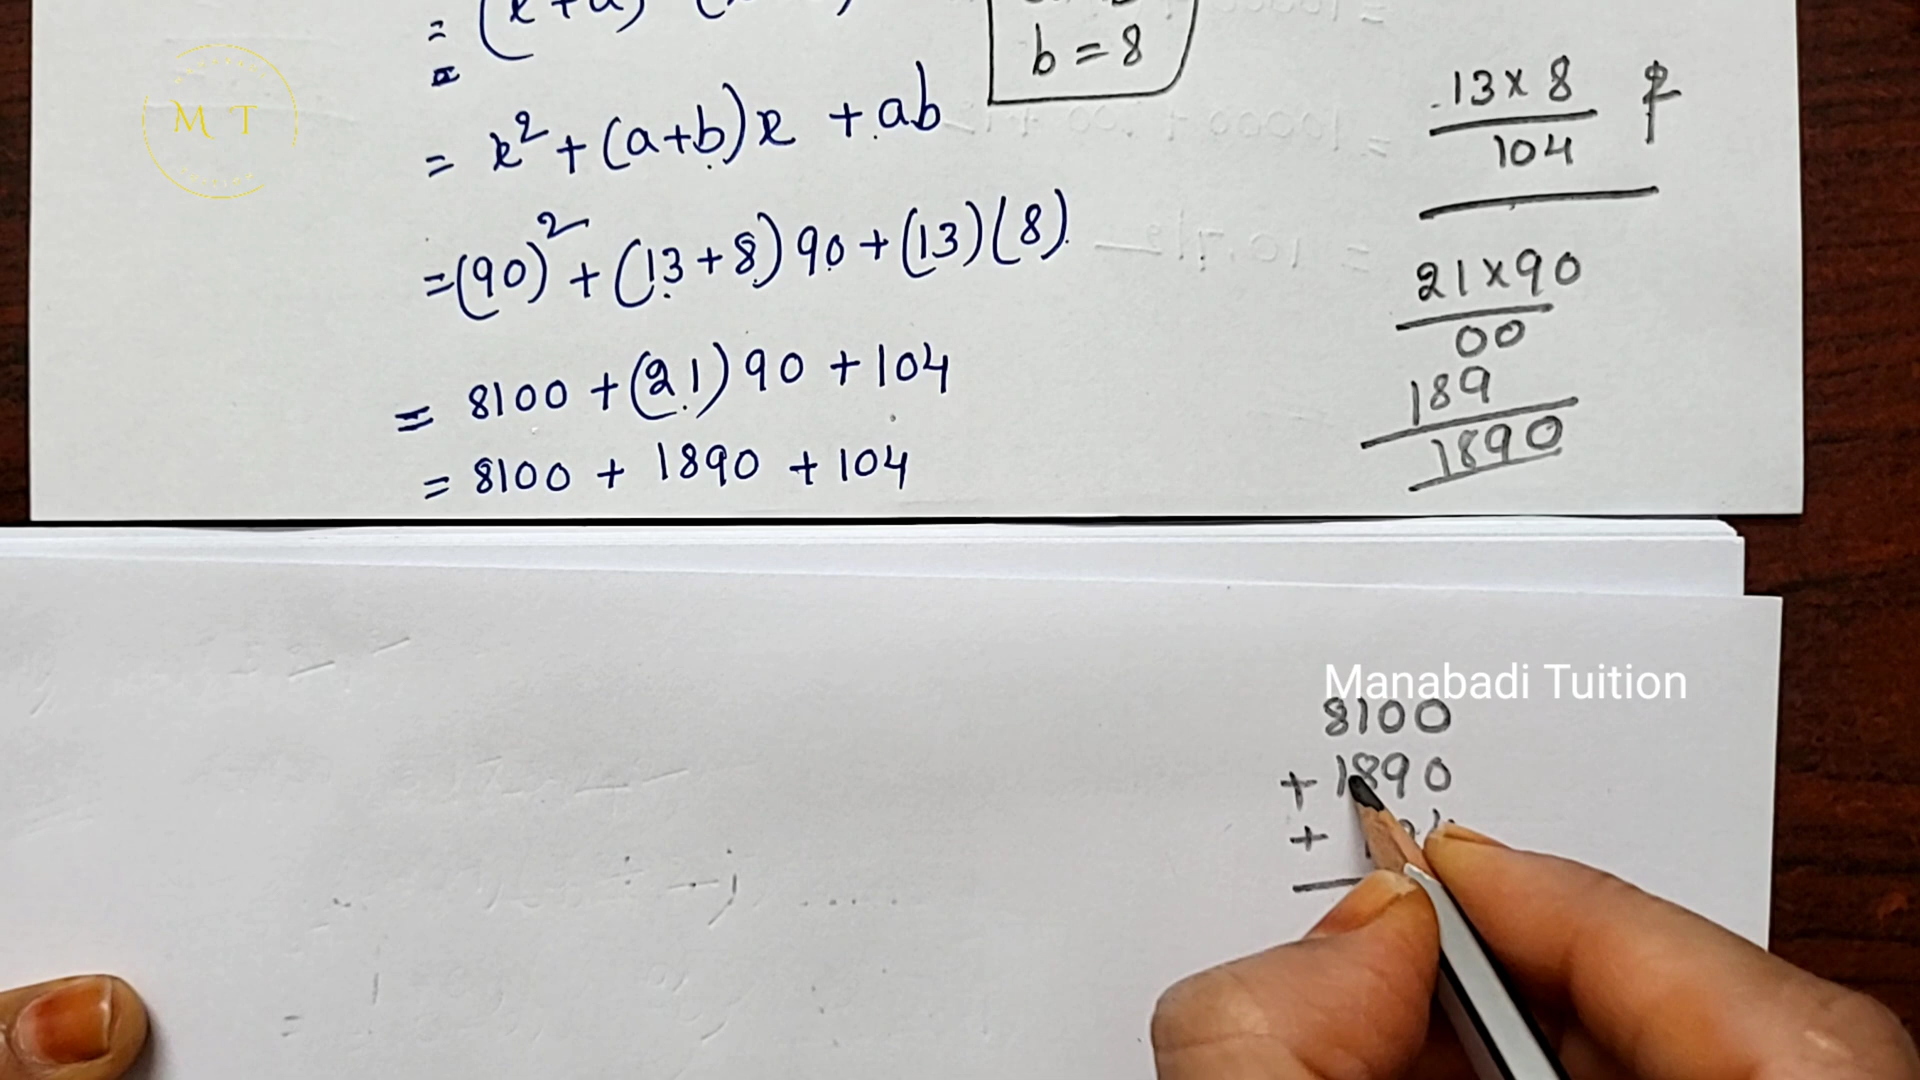 = (x+a) (x
b = 8
=
= x² + (a+b)x + ab
= (90)² + (13+8) 90 + (13)(8)
= 8100 + (21) 90 + 104
= 8100 + 1890 + 104
13 x 8
104
21 x 90
00
189
1890
M T
Manabadi Tuition
8100
+ 1890
+